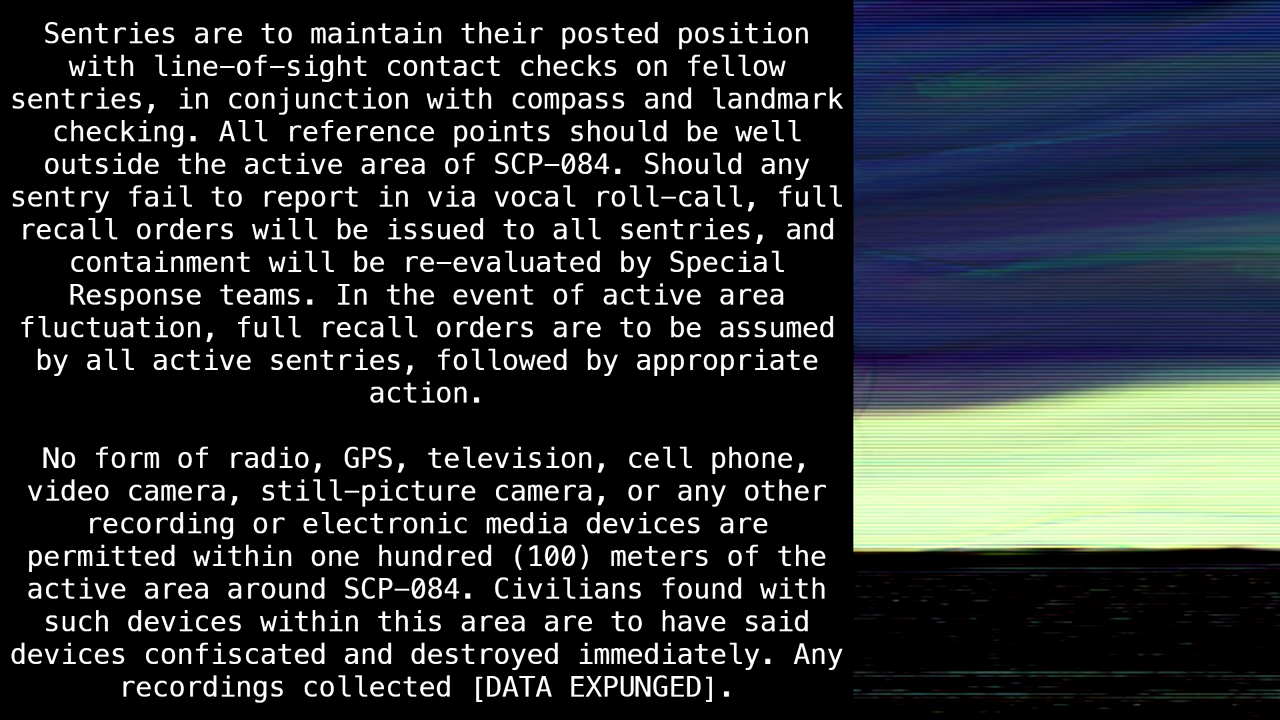 Sentries are to maintain their posted position
with line-of-sight contact checks on fellow
sentries, in conjunction with compass and landmark
checking. All reference points should be well
outside the active area of SCP-084. Should any
sentry fail to report in via vocal roll-call, full
recall orders will be issued to all sentries, and
containment will be re-evaluated by Special
Response teams. In the event of active area
fluctuation, full recall orders are to be assumed
by all active sentries, followed by appropriate
action.
No form of radio, GPS, television, cell phone,
video camera, still-picture camera, or any other
recording or electronic media devices are
permitted within one hundred (100) meters of the
active area around SCP-084. Civilians found with
such devices within this area are to have said
devices confiscated and destroyed immediately. Any
recordings collected [DATA EXPUNGED].